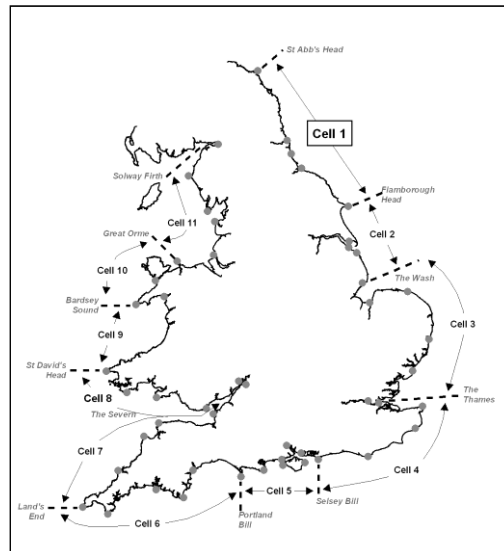 St Abb's Head
Cell 1
Solway Firth
Flamborough
Head
Cell 11
Great Orme
Cell 2
Cell 10
The Wash
Bardsey
Sound
Cell 3
Cell 9
St David's
Head
The
Thames
Cell 8
The Severn
Cell 7
Cell 4
Cell 5
Selsey Bill
Land's
End
Cell 6
Portland
Bill